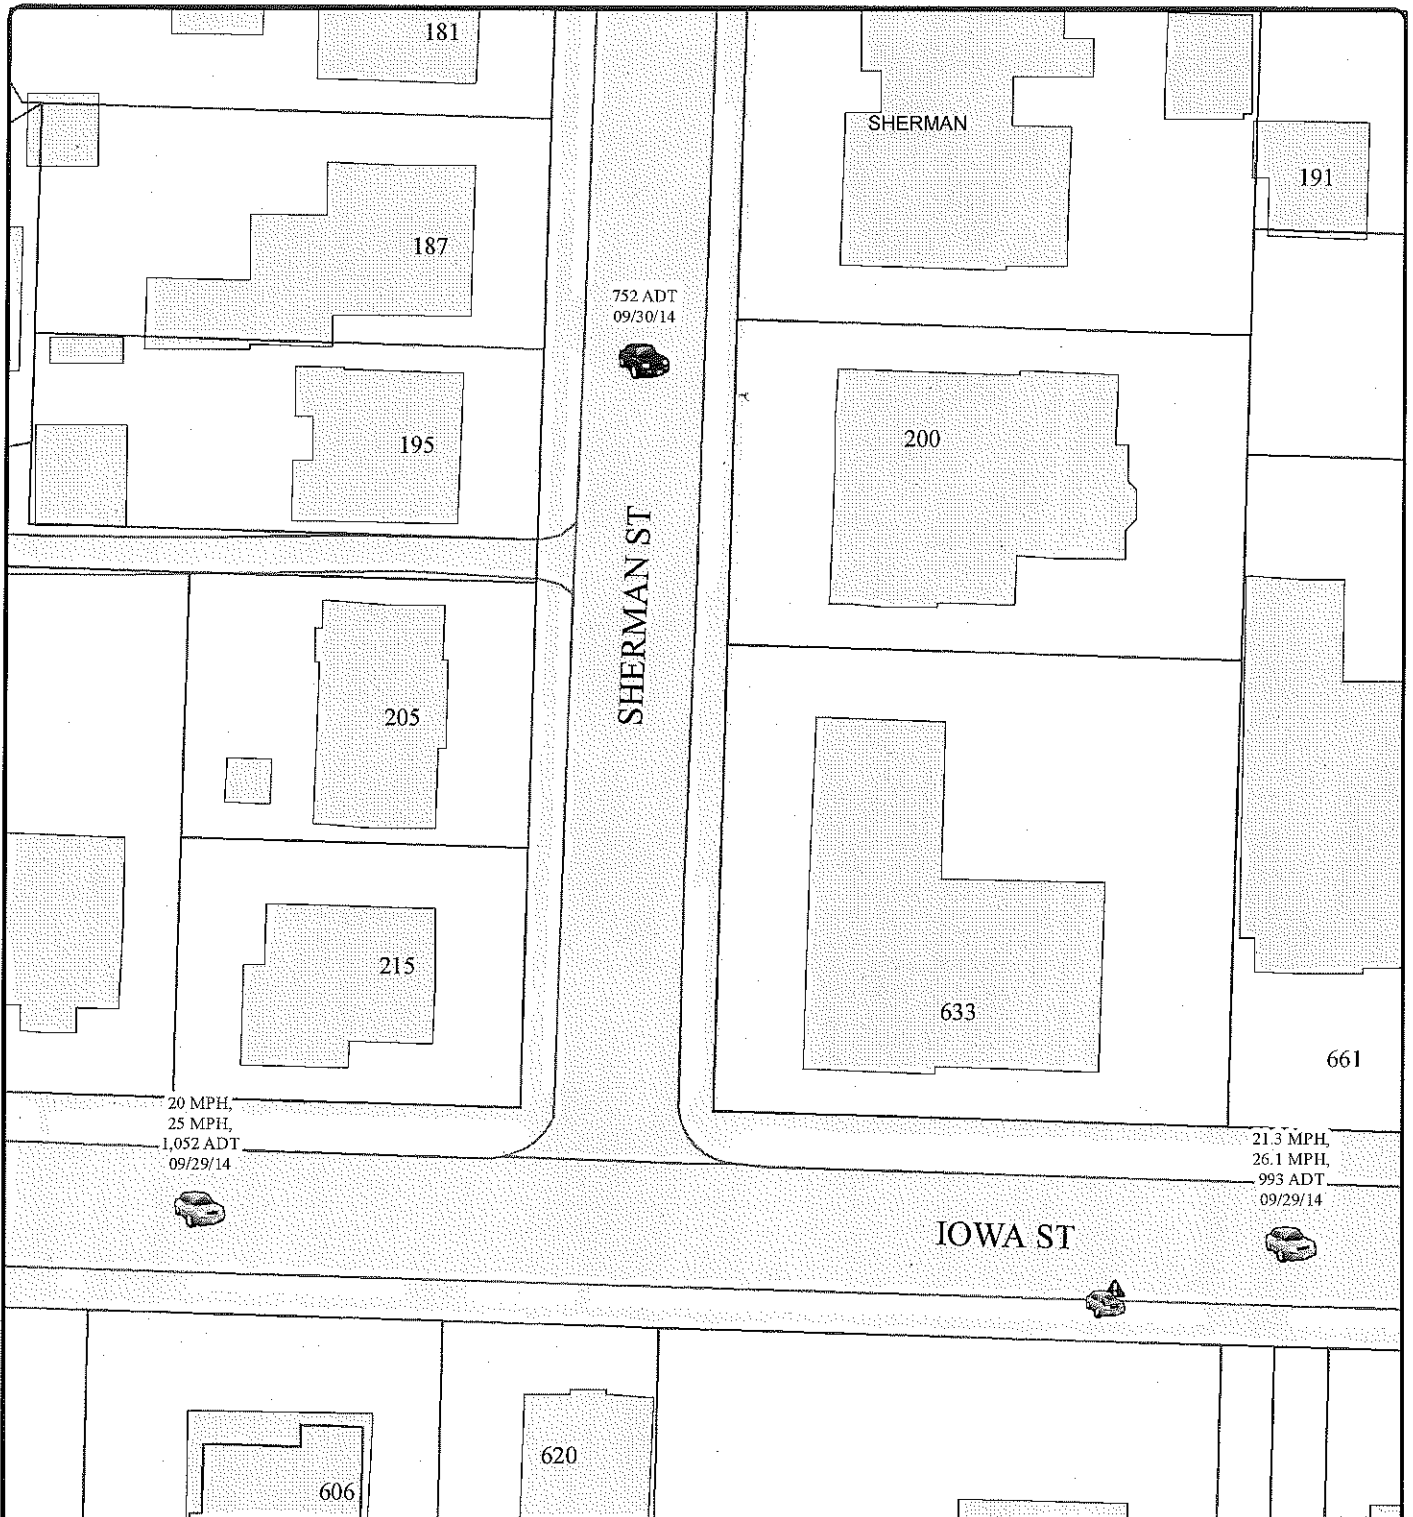 181
SHERMAN
191
187
752 ADT
09/30/14
195
200
SHERMAN ST
205
215
633
661
20 MPH,
25 MPH,
1,052 ADT
09/29/14
21.3 MPH,
26.1 MPH,
993 ADT
09/29/14
IOWA ST
620
606